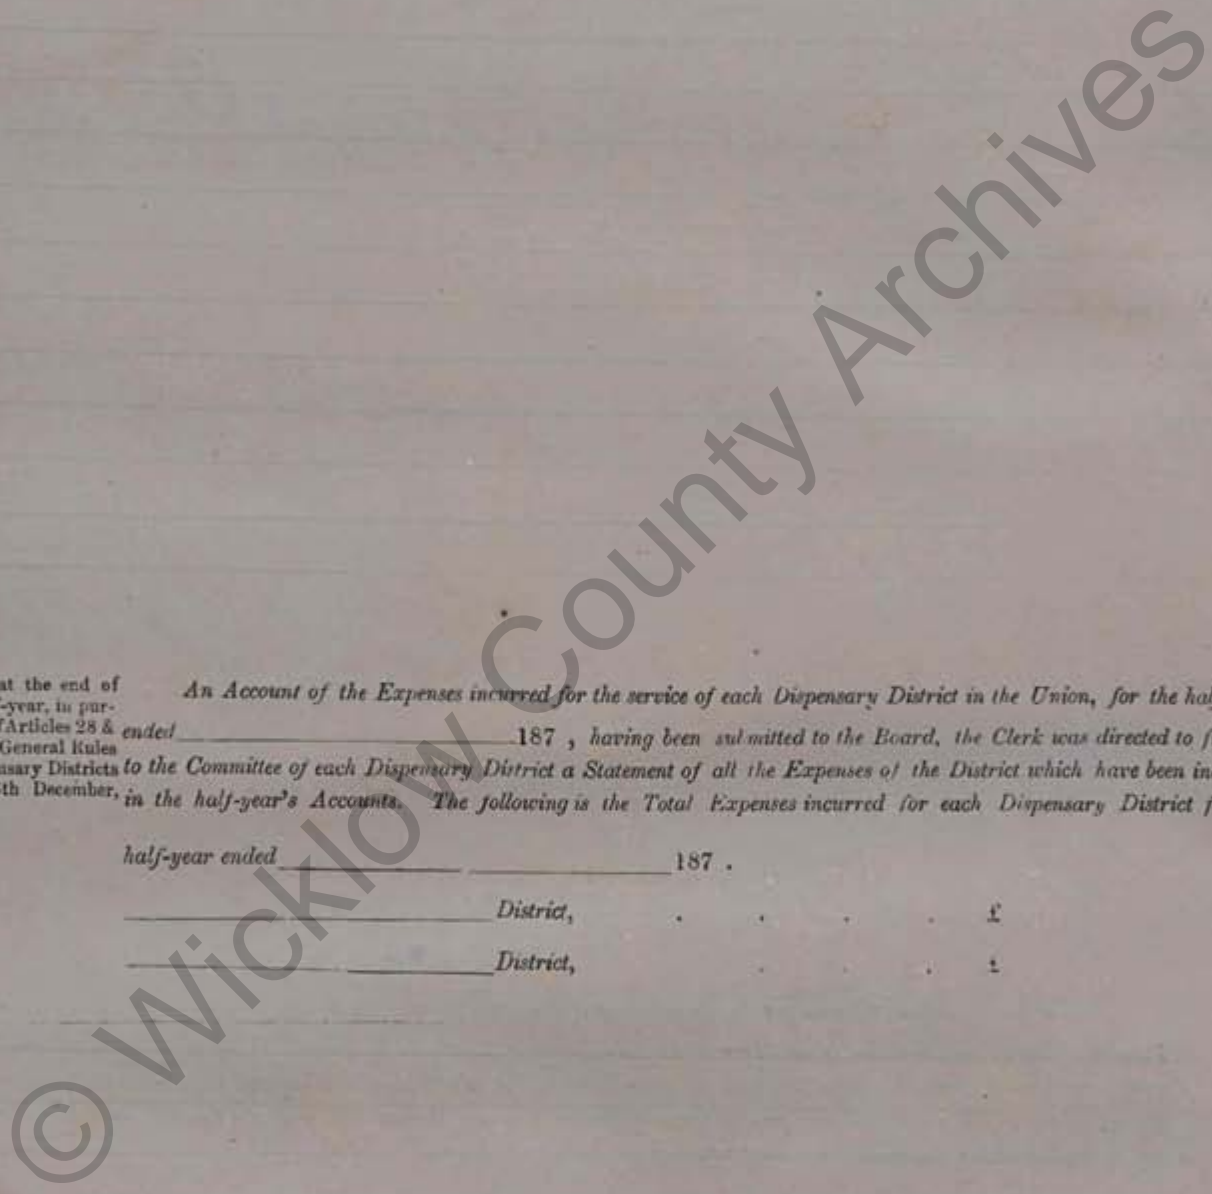 at the end of
-year, in pur-
Articles 28 &
General Rules
nsary Districts
th December,
An Account of the Expenses incurred for the service of each Dispensary District in the Union, for the hal
ended 187 , having been submitted to the Board, the Clerk was directed to f
to the Committee of each Dispensary District a Statement of all the Expenses of the District which have been in
in the half-year's Accounts. The following is the Total Expenses incurred for each Dispensary District f
half-year ended 187 .
District, . . . . £
District, . . . £
© Wicklow County Archives